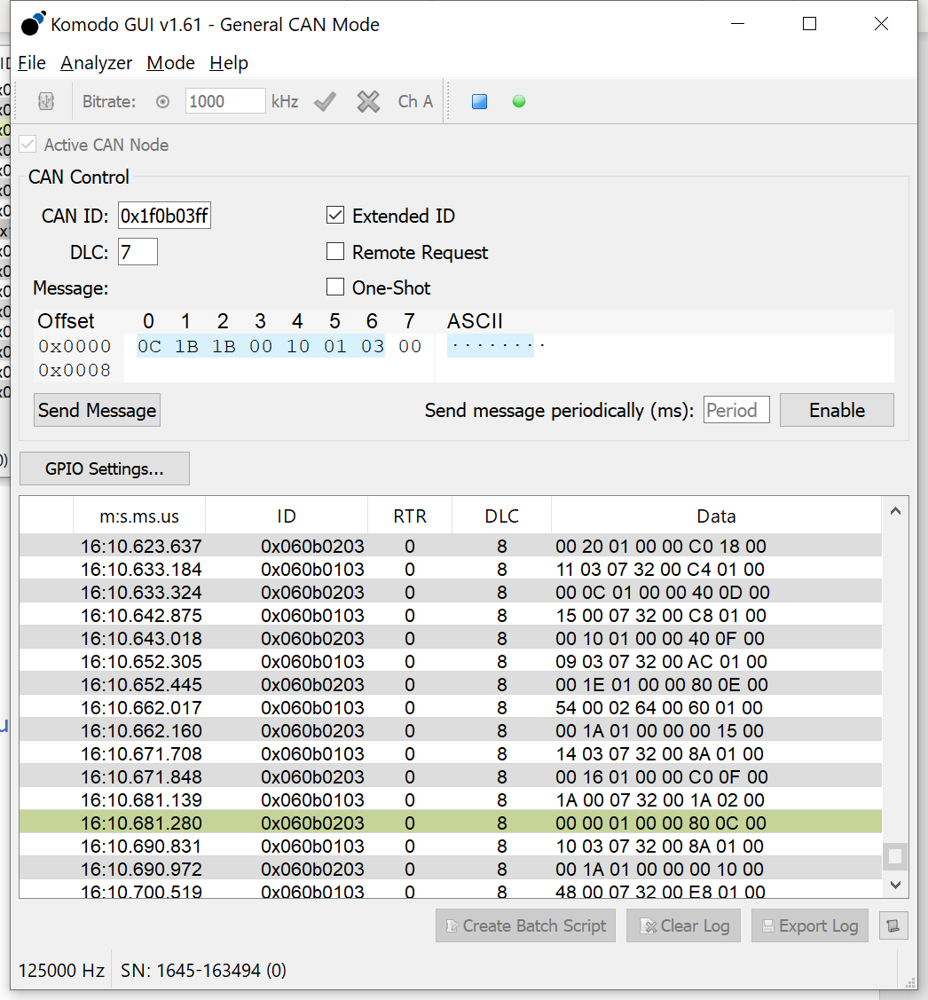 Komodo GUI v1.61 - General CAN Mode
File Analyzer Mode Help
Bitrate: 1000 kHz Ch A
Active CAN Node
CAN Control
CAN ID: 0x1f0b03ff Extended ID
DLC: 7 Remote Request
Message: One-Shot
Offset 0 1 2 3 4 5 6 7 ASCII
0x0000 0C 1B 1B 00 10 01 03 00 ········
0x0008
Send Message Send message periodically (ms): Period Enable
GPIO Settings...
m:s.ms.us ID RTR DLC Data
16:10.623.637 0x060b0203 0 8 00 20 01 00 00 C0 18 00
16:10.633.184 0x060b0103 0 8 11 03 07 32 00 C4 01 00
16:10.633.324 0x060b0203 0 8 00 0C 01 00 00 40 0D 00
16:10.642.875 0x060b0103 0 8 15 00 07 32 00 C8 01 00
16:10.643.018 0x060b0203 0 8 00 10 01 00 00 40 0F 00
16:10.652.305 0x060b0103 0 8 09 03 07 32 00 AC 01 00
16:10.652.445 0x060b0203 0 8 00 1E 01 00 00 80 0E 00
16:10.662.017 0x060b0103 0 8 54 00 02 64 00 60 01 00
16:10.662.160 0x060b0203 0 8 00 1A 01 00 00 00 15 00
16:10.671.708 0x060b0103 0 8 14 03 07 32 00 8A 01 00
16:10.671.848 0x060b0203 0 8 00 16 01 00 00 C0 0F 00
16:10.681.139 0x060b0103 0 8 1A 00 07 32 00 1A 02 00
16:10.681.280 0x060b0203 0 8 00 00 01 00 00 80 0C 00
16:10.690.831 0x060b0103 0 8 10 03 07 32 00 8A 01 00
16:10.690.972 0x060b0203 0 8 00 1A 01 00 00 00 10 00
16:10.700.519 0x060b0103 0 8 48 00 07 32 00 E8 01 00
Create Batch Script Clear Log Export Log
125000 Hz SN: 1645-163494 (0)